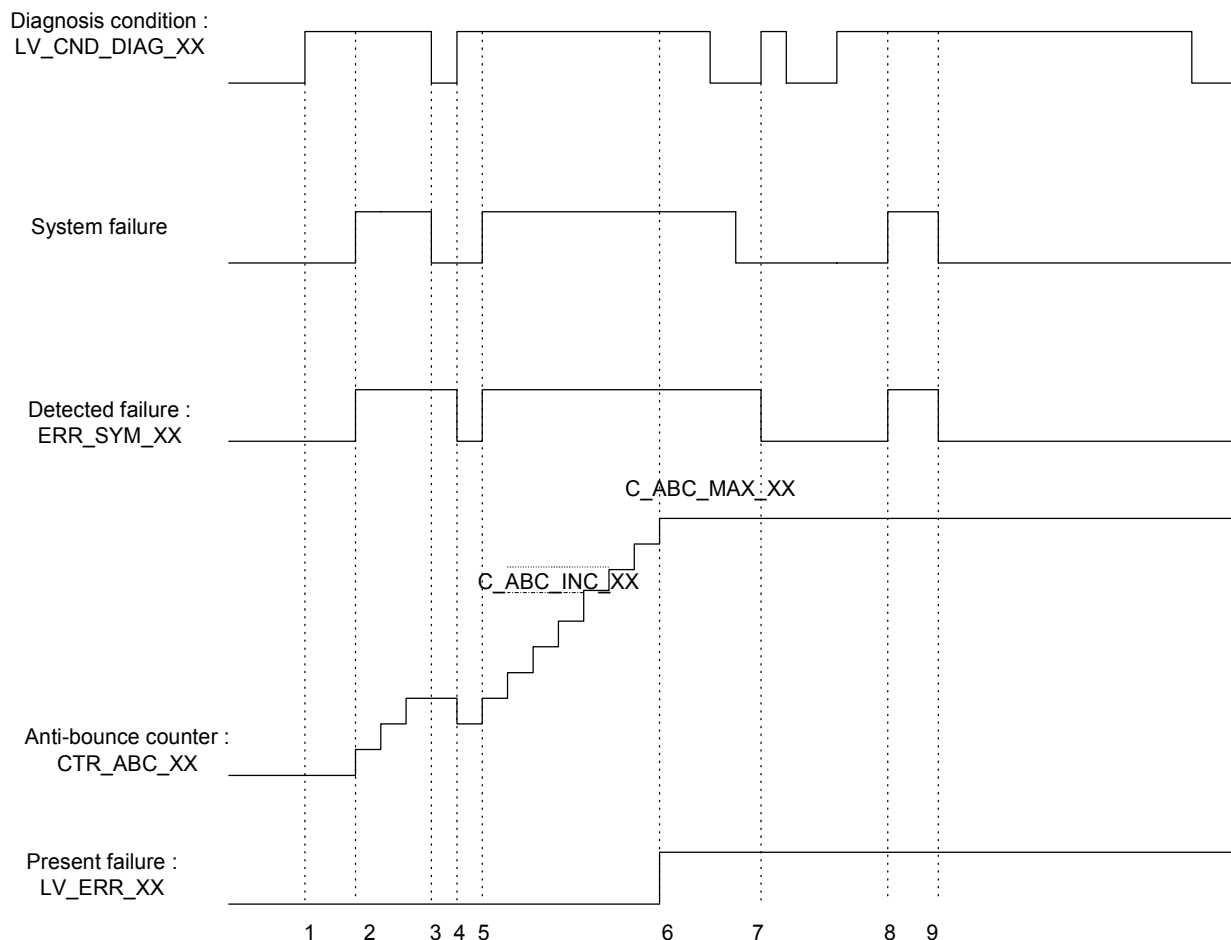 Diagnosis condition :
LV_CND_DIAG_XX
System failure
Detected failure :
ERR_SYM_XX
C_ABC_MAX_XX
C_ABC_INC_XX
Anti-bounce counter :
CTR_ABC_XX
Present failure :
LV_ERR_XX
1 2 3 4 5 6 7 8 9